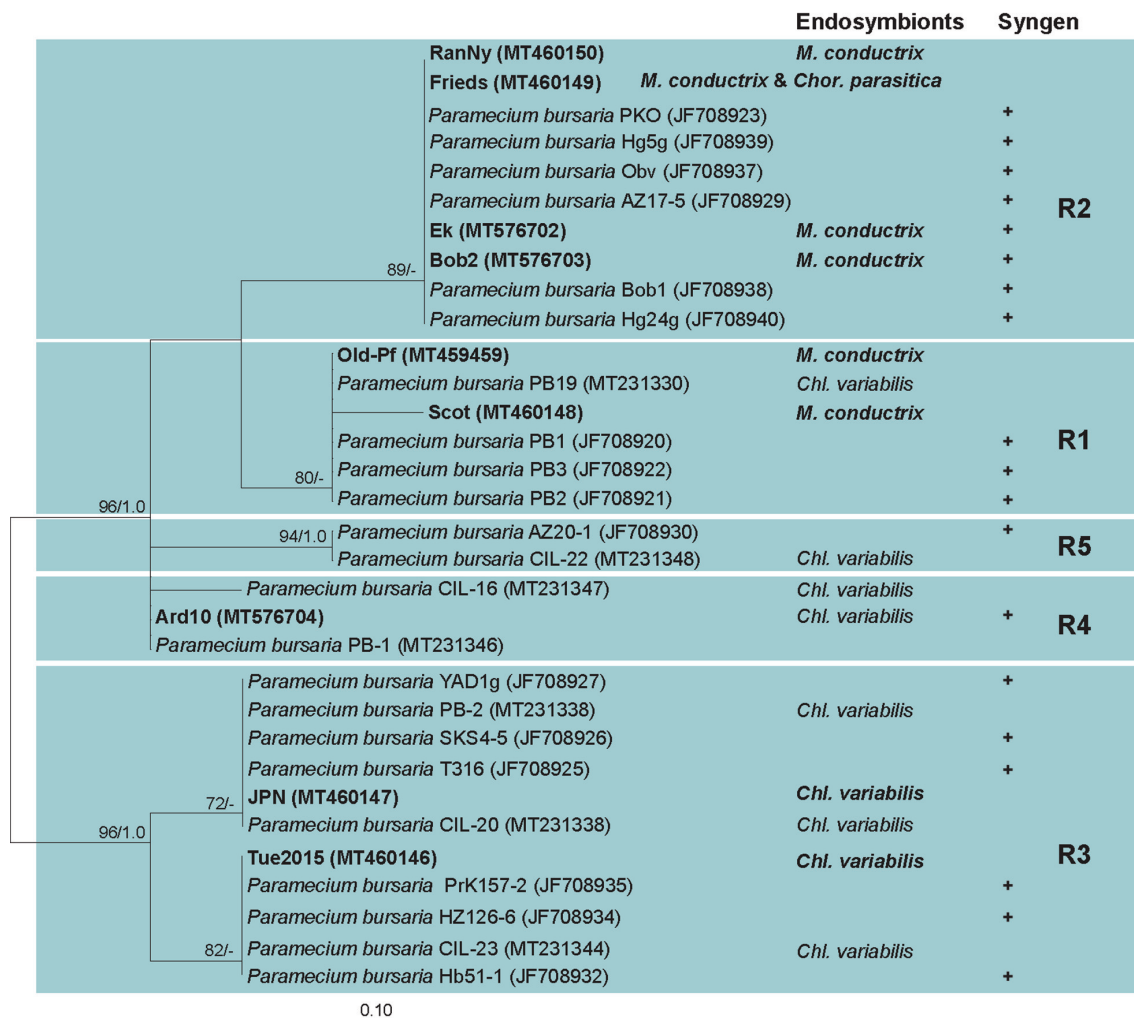 Endosymbionts Syngen
RanNy (MT460150) M. conductrix
Frieds (MT460149) M. conductrix & Chor. parasitica
Paramecium bursaria PKO (JF708923) +
Paramecium bursaria Hg5g (JF708939) +
Paramecium bursaria Obv (JF708937) +
Paramecium bursaria AZ17-5 (JF708929) +
R2
Ek (MT576702) M. conductrix +
Bob2 (MT576703) M. conductrix +
89/-
Paramecium bursaria Bob1 (JF708938) +
Paramecium bursaria Hg24g (JF708940) +
Old-Pf (MT459459) M. conductrix
Paramecium bursaria PB19 (MT231330) Chl. variabilis
Scot (MT460148) M. conductrix
Paramecium bursaria PB1 (JF708920) +
R1
Paramecium bursaria PB3 (JF708922) +
80/-
Paramecium bursaria PB2 (JF708921) +
96/1.0
Paramecium bursaria AZ20-1 (JF708930) +
94/1.0
R5
Paramecium bursaria CIL-22 (MT231348) Chl. variabilis
Paramecium bursaria CIL-16 (MT231347) Chl. variabilis
Ard10 (MT576704) Chl. variabilis +
R4
Paramecium bursaria PB-1 (MT231346)
Paramecium bursaria YAD1g (JF708927) +
Paramecium bursaria PB-2 (MT231338) Chl. variabilis
Paramecium bursaria SKS4-5 (JF708926) +
Paramecium bursaria T316 (JF708925) +
JPN (MT460147) Chl. variabilis
72/-
Paramecium bursaria CIL-20 (MT231338) Chl. variabilis
96/1.0
R3
Tue2015 (MT460146) Chl. variabilis
Paramecium bursaria PrK157-2 (JF708935) +
Paramecium bursaria HZ126-6 (JF708934) +
Paramecium bursaria CIL-23 (MT231344) Chl. variabilis
82/-
Paramecium bursaria Hb51-1 (JF708932) +
0.10